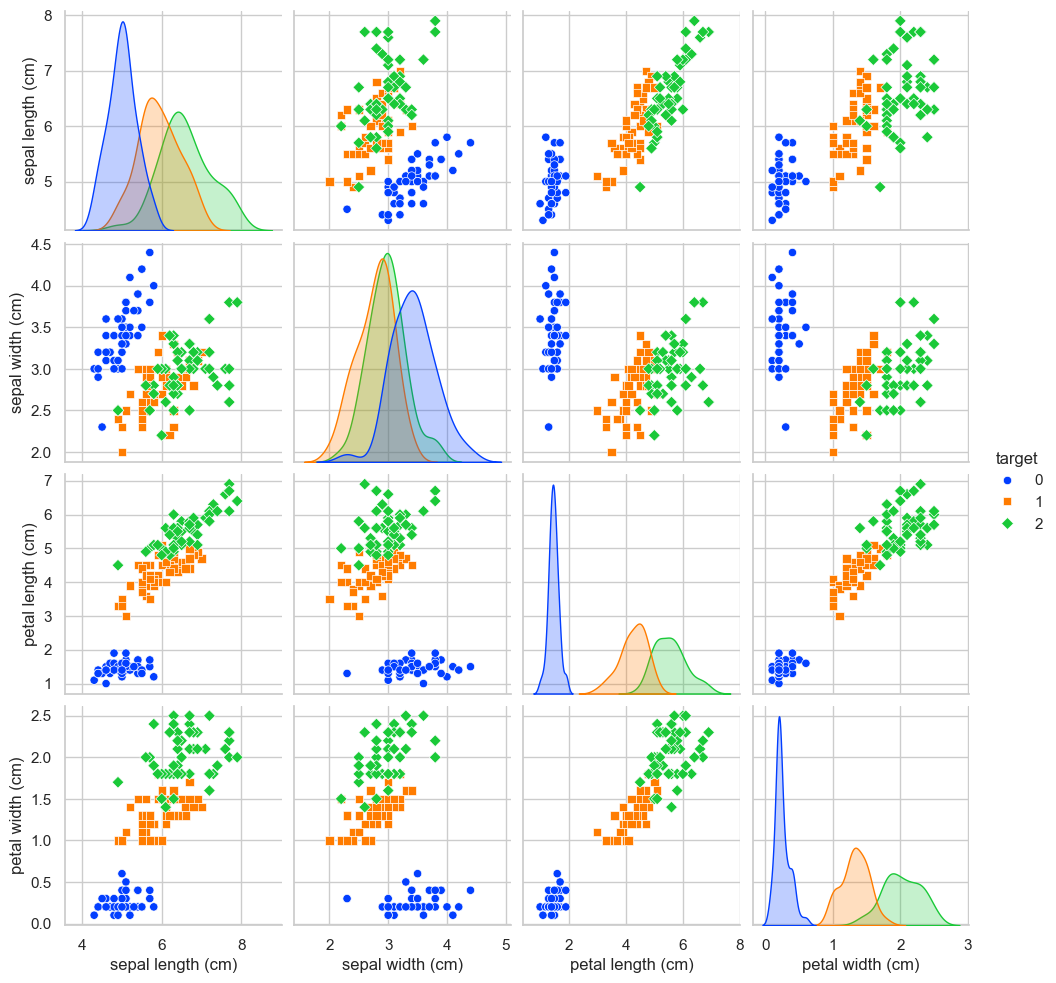 8
7
6
5
sepal length (cm)
4.5
4.0
3.5
3.0
2.5
2.0
sepal width (cm)
target
0
1
2
7
6
5
4
3
2
1
petal length (cm)
2.5
2.0
1.5
1.0
0.5
0.0
petal width (cm)
4 6 8
2 3 4 5
2 4 6 8
0 1 2 3
sepal length (cm)
sepal width (cm)
petal length (cm)
petal width (cm)